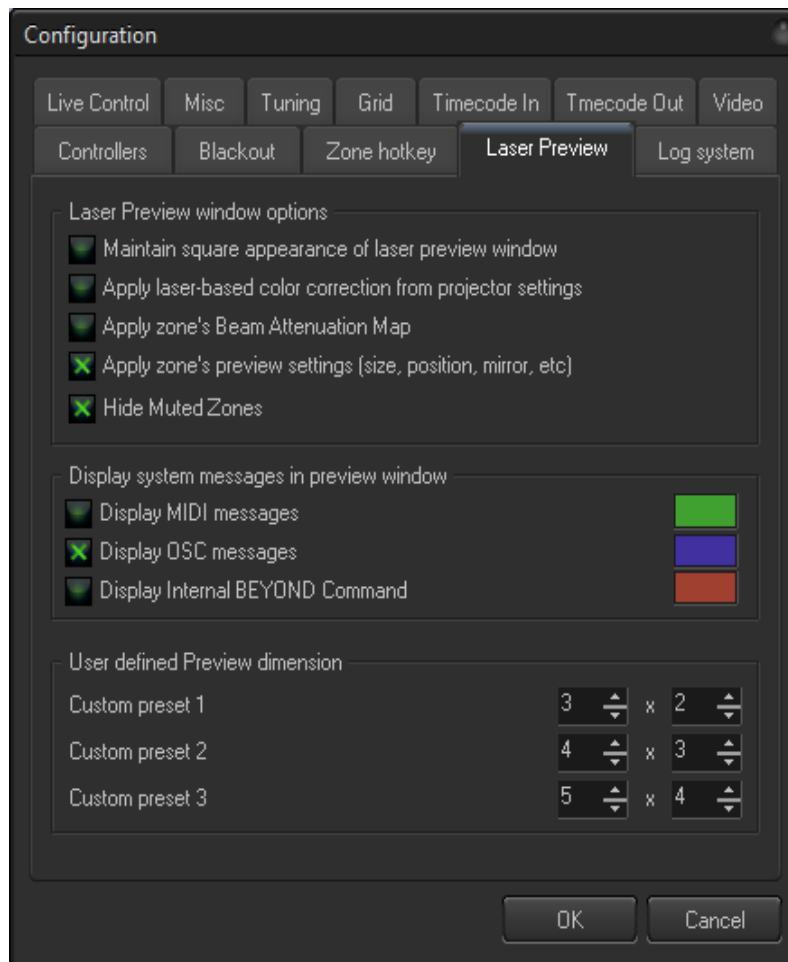 Configuration
Live Control Misc Tuning Grid Timecode In Tmecode Out Video
Controllers Blackout Zone hotkey Laser Preview Log system
Laser Preview window options
Maintain square appearance of laser preview window
Apply laser-based color correction from projector settings
Apply zone's Beam Attenuation Map
Apply zone's preview settings (size, position, mirror, etc)
Hide Muted Zones
Display system messages in preview window
Display MIDI messages
Display OSC messages
Display Internal BEYOND Command
User defined Preview dimension
Custom preset 1 3 x 2
Custom preset 2 4 x 3
Custom preset 3 5 x 4
OK Cancel